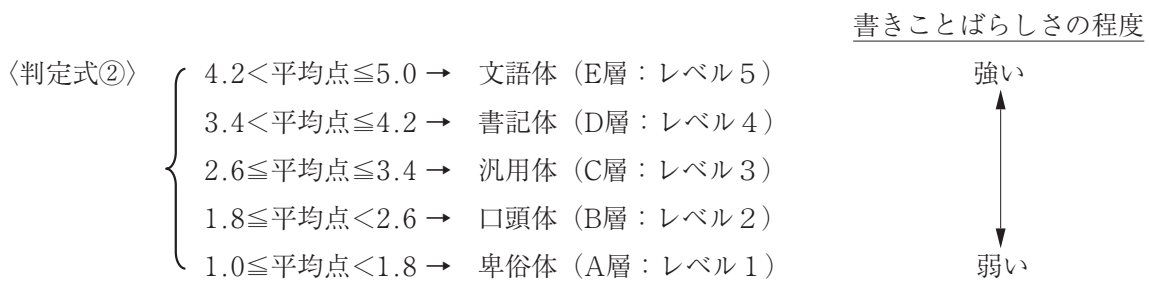 書きことばらしさの程度
〈判定式②〉 4.2<平均点≦5.0 → 文語体（E層：レベル５） 強い
3.4<平均点≦4.2 → 書記体（D層：レベル４）
2.6≦平均点≦3.4 → 汎用体（C層：レベル３）
1.8≦平均点<2.6 → 口頭体（B層：レベル２）
1.0≦平均点<1.8 → 卑俗体（A層：レベル１） 弱い